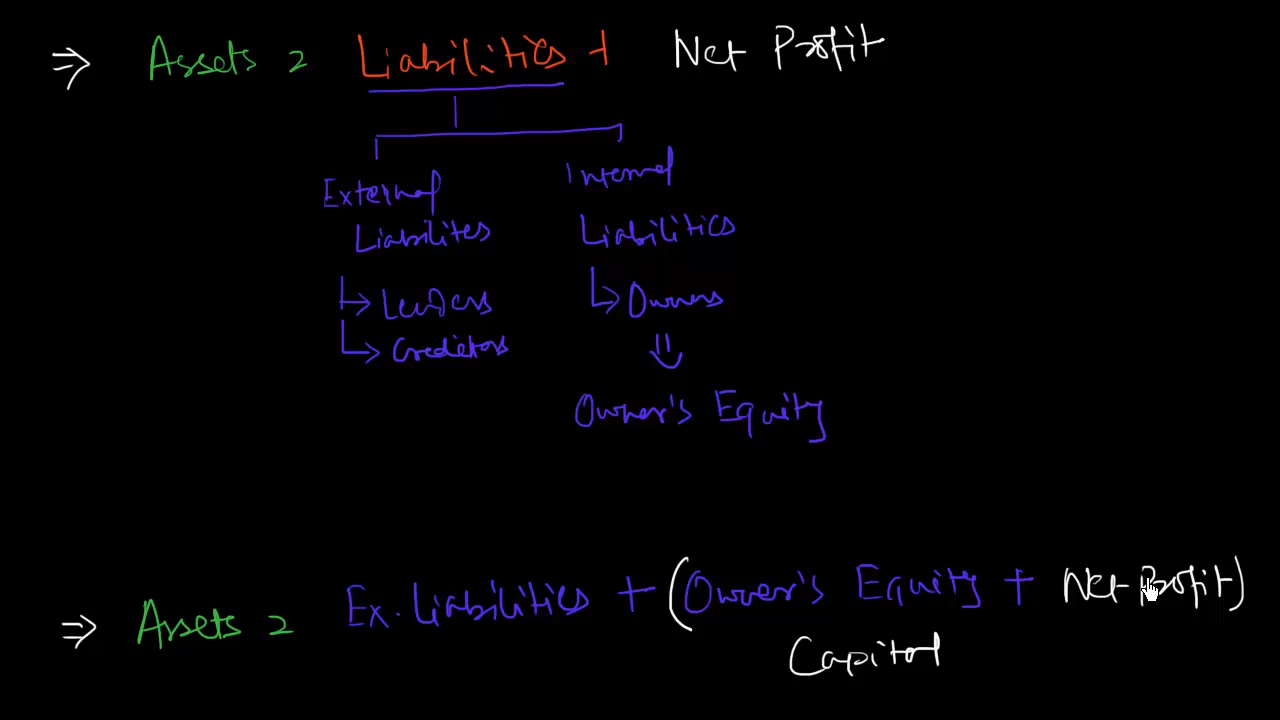 ⇒ Assets = Liabilities + Net Profit
External Internal
Liabilites Liabilities
↳ Lenders ↳ Owners
↳ Creditors ⇓
Owner's Equity
⇒ Assets = Ex. Liabilities + (Owner's Equity + Net Profit)
Capital